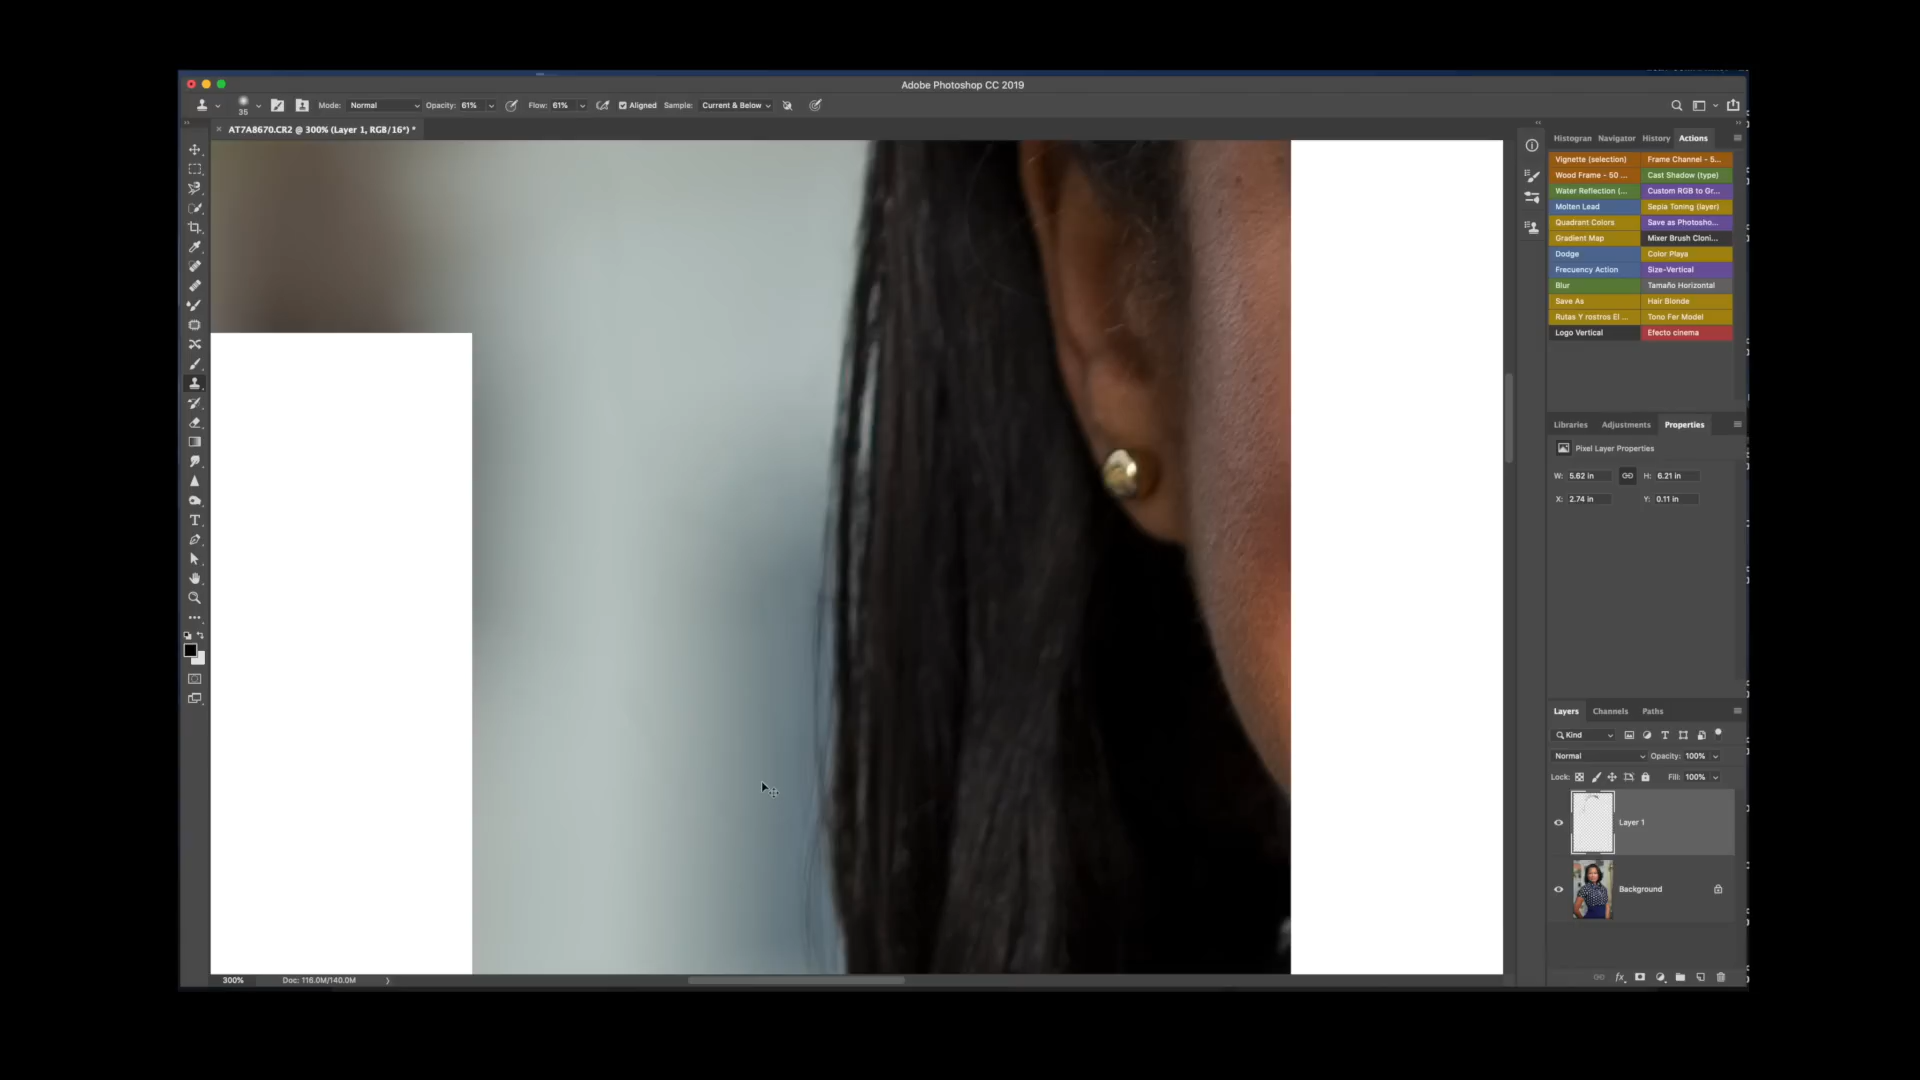 Adobe Photoshop CC 2019
35
Mode: Normal
Opacity: 61%
Flow: 61%
Aligned
Sample: Current & Below
AT7A8670.CR2 @ 300% (Layer 1, RGB/16*) *
Histogran Navigator History Actions
Vignette (selection) Frame Channel - 5...
Wood Frame - 50 ... Cast Shadow (type)
Water Reflection (... Custom RGB to Gr...
Molten Lead Sepia Toning (layer)
Quadrant Colors Save as Photosho...
Gradient Map Mixer Brush Cloni...
Dodge Color Playa
Frecuency Action Size-Vertical
Blur Tamaño Horizontal
Save As Hair Blonde
Rutas Y rostros El ... Tono Fer Model
Logo Vertical Efecto cinema
Libraries Adjustments Properties
Pixel Layer Properties
W: 5.62 in H: 6.21 in
X: 2.74 in Y: 0.11 in
Layers Channels Paths
Kind
Normal Opacity: 100%
Lock: Fill: 100%
Layer 1
Background
fx
300% Doc: 116.0M/140.0M